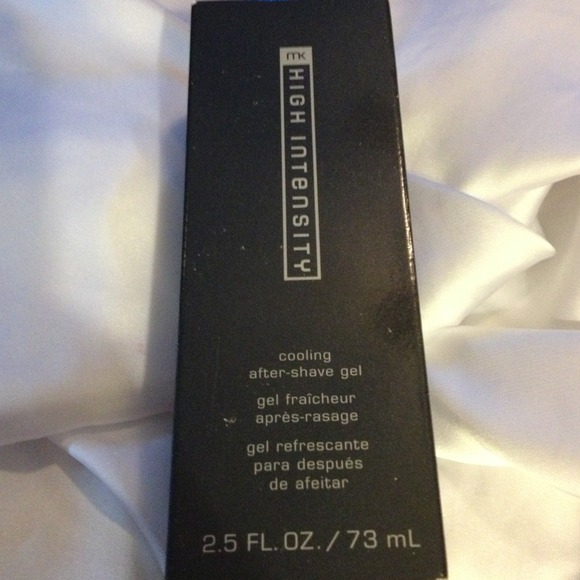 mK
HIGH INTENSITY
cooling
after-shave gel
gel fraîcheur
après-rasage
gel refrescante
para después
de afeitar
2.5 FL. OZ. / 73 mL